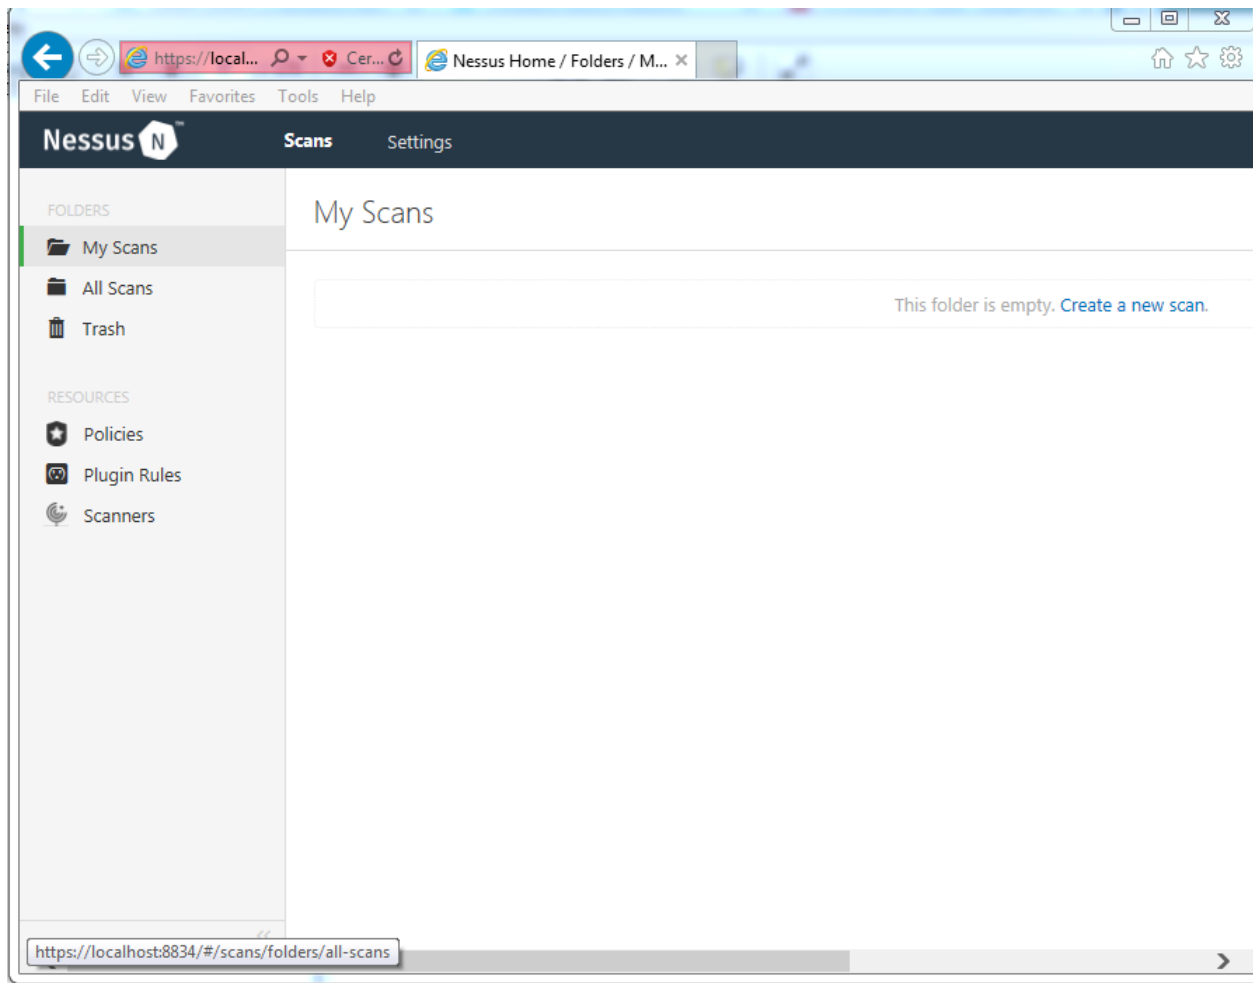 https://local... Cer... Nessus Home / Folders / M...
File Edit View Favorites Tools Help
Nessus N ™ Scans Settings
FOLDERS
My Scans
All Scans
Trash
RESOURCES
Policies
Plugin Rules
Scanners
My Scans
This folder is empty. Create a new scan.
https://localhost:8834/#/scans/folders/all-scans